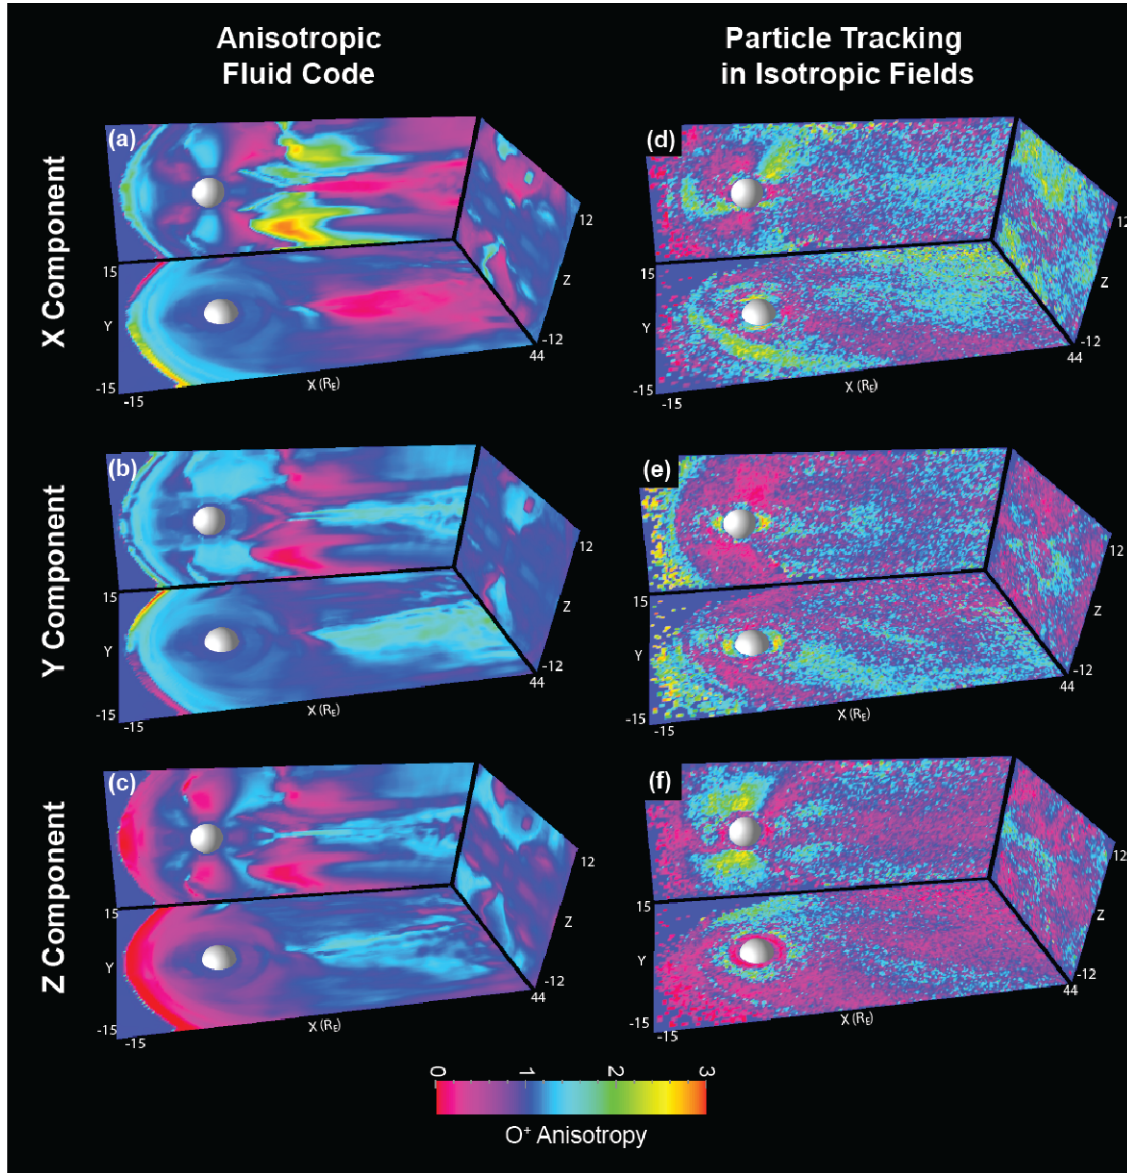 Anisotropic
Fluid Code
Particle Tracking
in Isotropic Fields
X Component
(a)
15
Y
-15
-15
X (RE)
44
-12
Z
12
(d)
15
Y
-15
-15
X (RE)
44
-12
Z
12
Y Component
(b)
15
Y
-15
-15
X (RE)
44
-12
Z
12
(e)
15
Y
-15
-15
X (RE)
44
-12
Z
12
Z Component
(c)
15
Y
-15
-15
X (RE)
44
-12
Z
12
(f)
15
Y
-15
-15
X (RE)
44
-12
Z
12
0 1 2 3
O⁺ Anisotropy